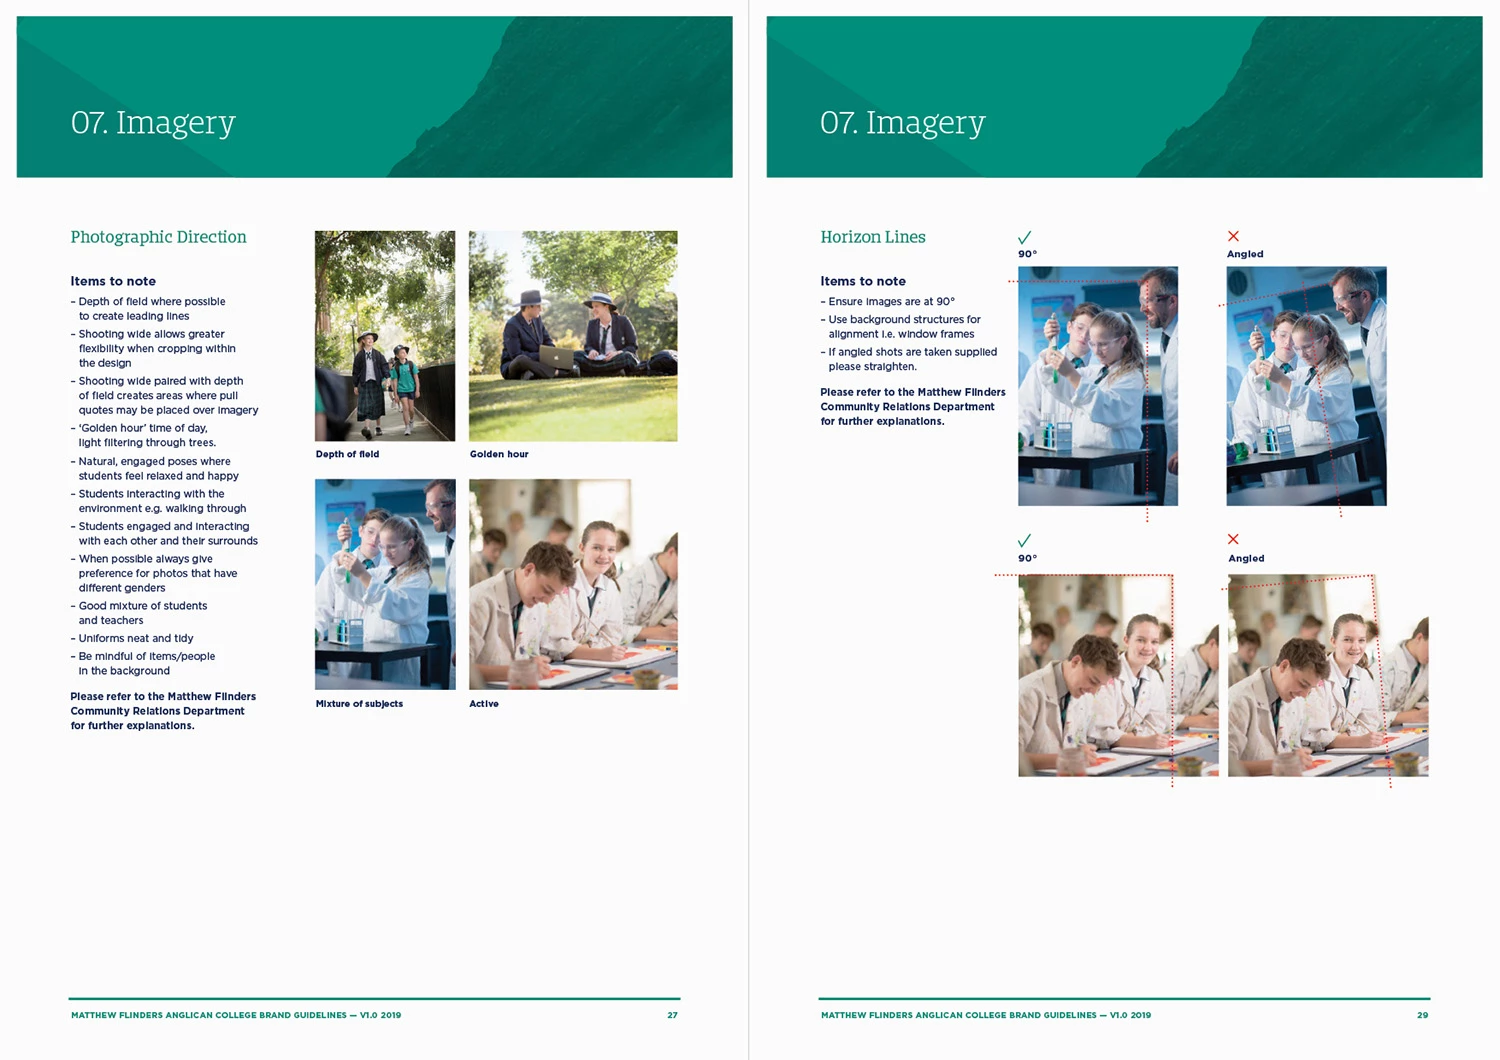 07. Imagery
Photographic Direction
Items to note
– Depth of field where possible
to create leading lines
– Shooting wide allows greater
flexibility when cropping within
the design
– Shooting wide paired with depth
of field creates areas where pull
quotes may be placed over imagery
– ‘Golden hour’ time of day,
light filtering through trees.
– Natural, engaged poses where
students feel relaxed and happy
– Students interacting with the
environment e.g. walking through
– Students engaged and interacting
with each other and their surrounds
– When possible always give
preference for photos that have
different genders
– Good mixture of students
and teachers
– Uniforms neat and tidy
– Be mindful of items/people
in the background
Please refer to the Matthew Flinders
Community Relations Department
for further explanations.
Depth of field
Golden hour
Mixture of subjects
Active
MATTHEW FLINDERS ANGLICAN COLLEGE BRAND GUIDELINES — V1.0 2019
27
07. Imagery
Horizon Lines
Items to note
– Ensure images are at 90°
– Use background structures for
alignment i.e. window frames
– If angled shots are taken supplied
please straighten.
Please refer to the Matthew Flinders
Community Relations Department
for further explanations.
90°
Angled
90°
Angled
MATTHEW FLINDERS ANGLICAN COLLEGE BRAND GUIDELINES — V1.0 2019
29